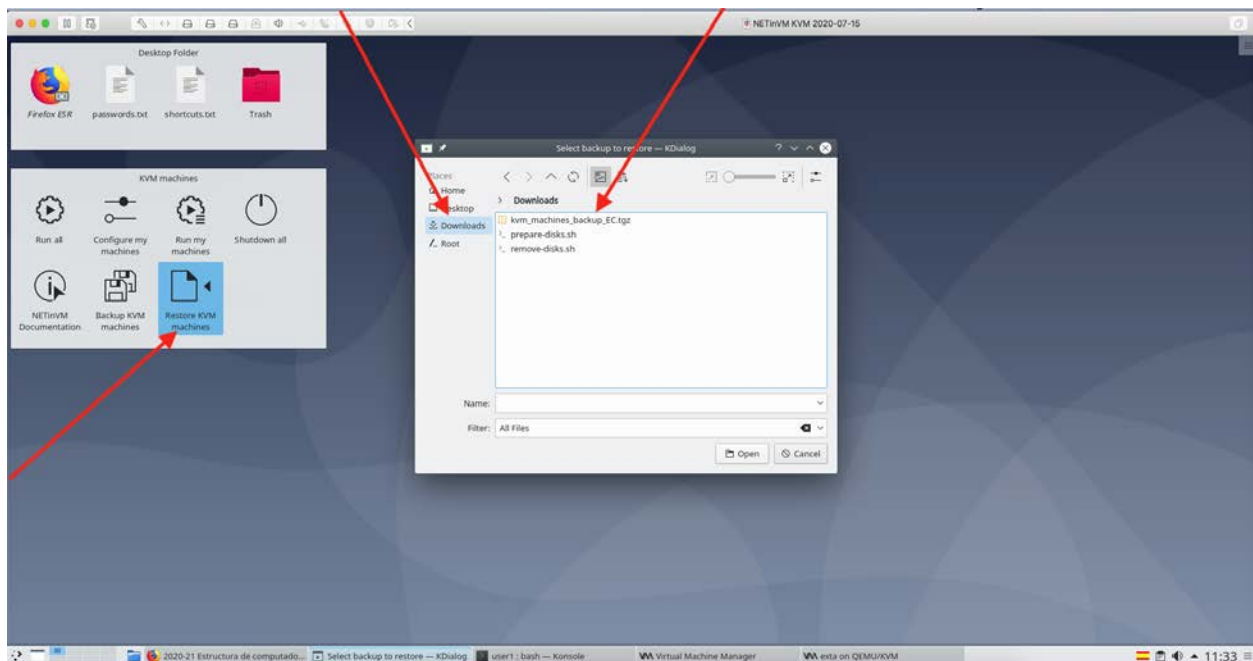 NETinVM KVM 2020-07-15
Desktop Folder
Firefox ESR
passwords.txt
shortcuts.txt
Trash
KVM machines
Run all
Configure my
machines
Run my
machines
Shutdown all
NETinVM
Documentation
Backup KVM
machines
Restore KVM
machines
Select backup to restore — KDialog
Places
Home
Desktop
Downloads
Root
> Downloads
kvm_machines_backup_EC.tgz
prepare-disks.sh
remove-disks.sh
Name:
Filter: All Files
Open Cancel
2020-21 Estructura de computado... Select backup to restore — KDialog user1 : bash — Konsole Virtual Machine Manager exta on QEMU/KVM 11:33